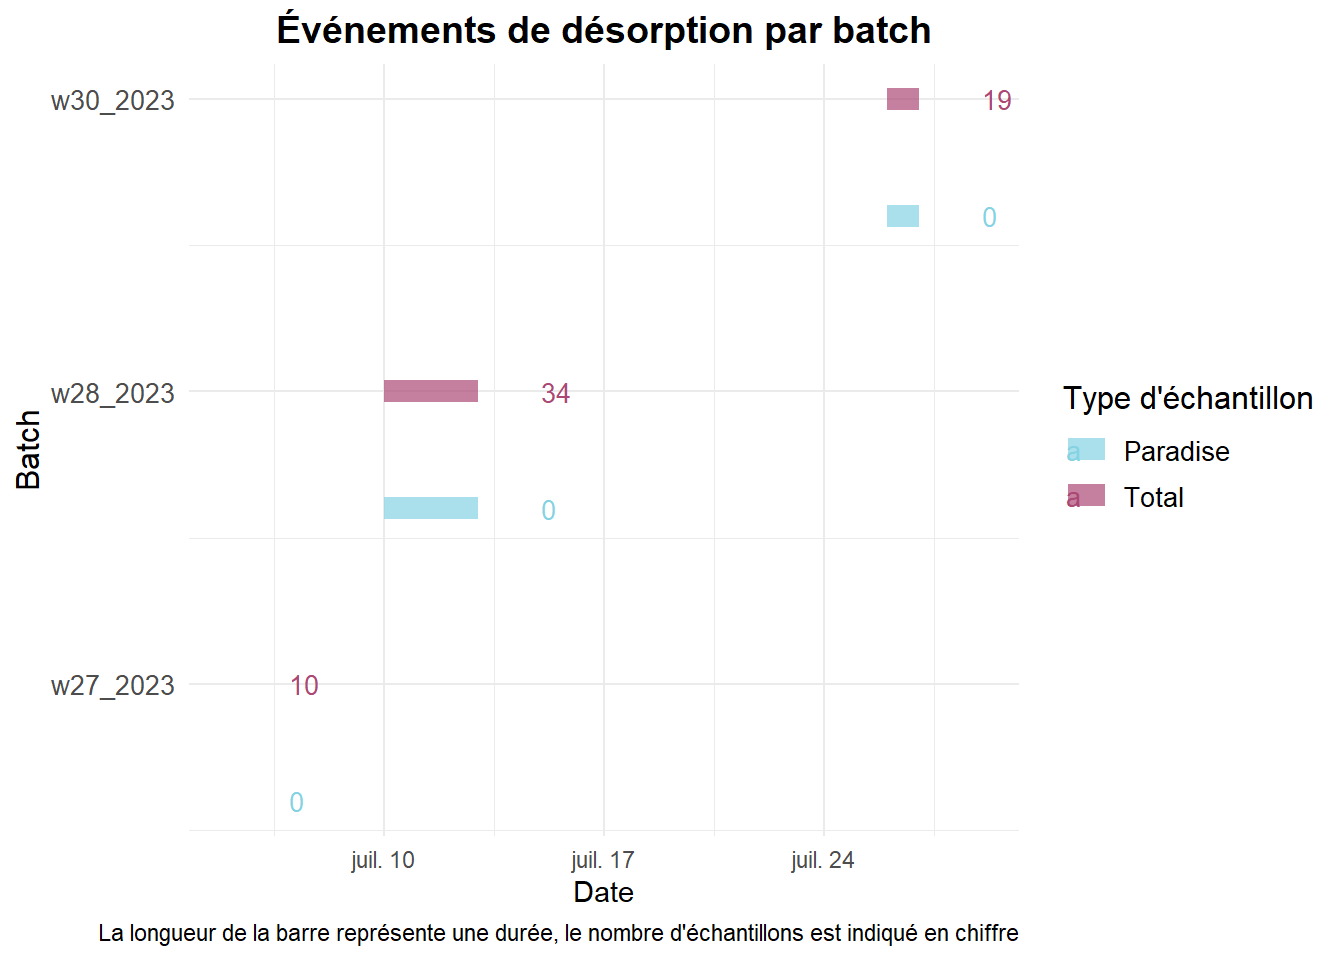 Événements de désorption par batch
w30_2023
19
0
w28_2023
34
0
w27_2023
10
0
Batch
juil. 10
juil. 17
juil. 24
Date
Type d'échantillon
a Paradise
a Total
La longueur de la barre représente une durée, le nombre d'échantillons est indiqué en chiffre